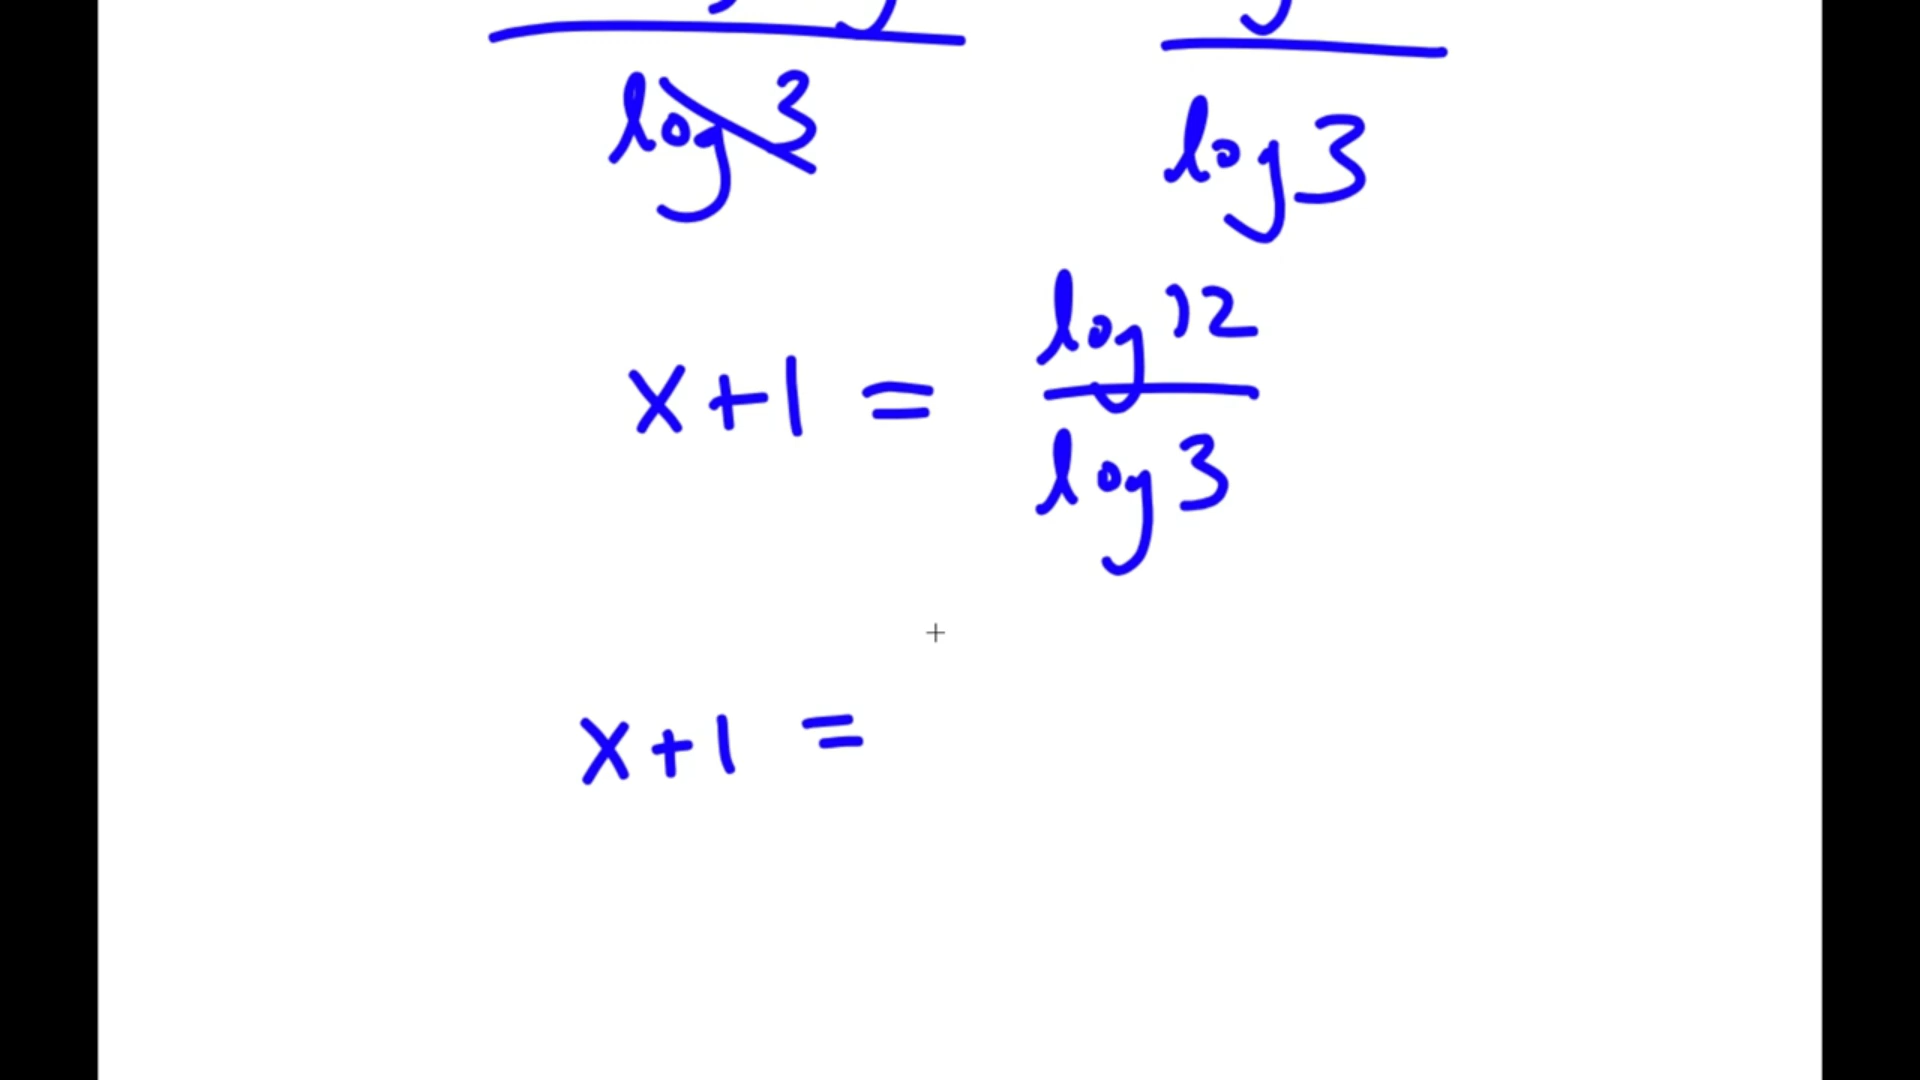 log 3 log 3
x + 1 = log 12 / log 3
x + 1 =